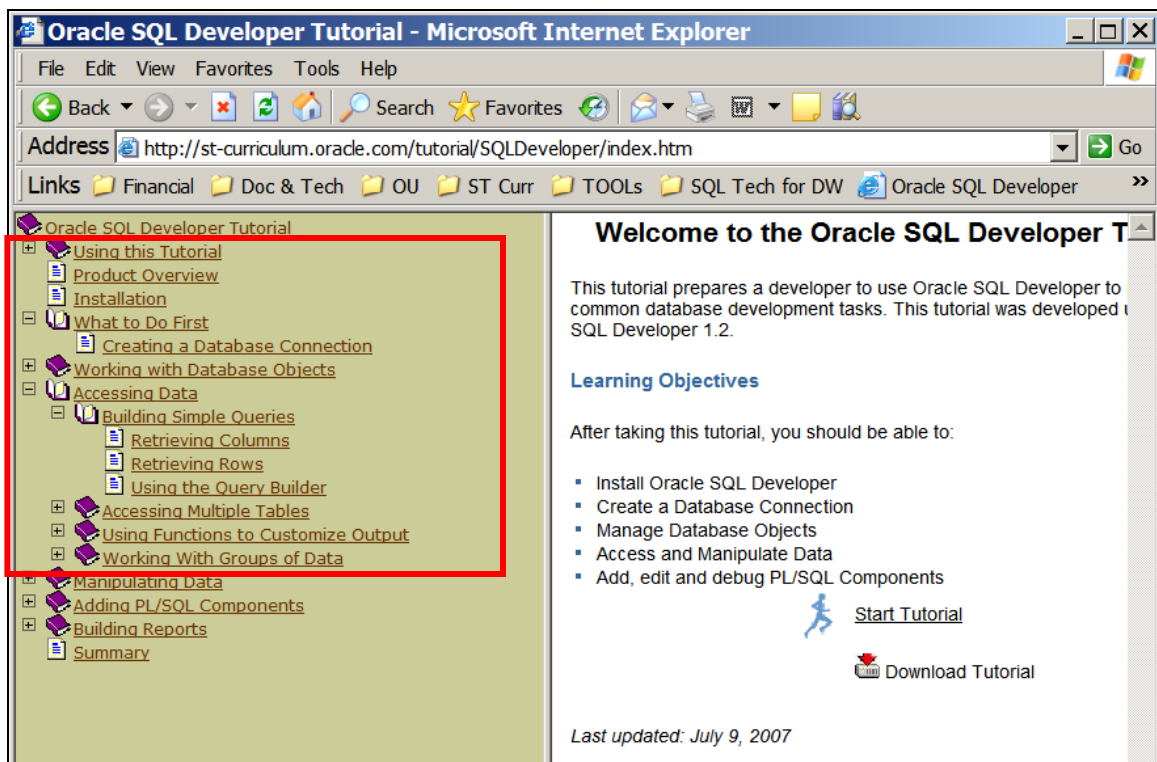 Oracle SQL Developer Tutorial - Microsoft Internet Explorer
File Edit View Favorites Tools Help
Back Search Favorites
Address http://st-curriculum.oracle.com/tutorial/SQLDeveloper/index.htm Go
Links Financial Doc & Tech OU ST Curr TOOLs SQL Tech for DW Oracle SQL Developer »
Oracle SQL Developer Tutorial
Using this Tutorial
Product Overview
Installation
What to Do First
Creating a Database Connection
Working with Database Objects
Accessing Data
Building Simple Queries
Retrieving Columns
Retrieving Rows
Using the Query Builder
Accessing Multiple Tables
Using Functions to Customize Output
Working With Groups of Data
Manipulating Data
Adding PL/SQL Components
Building Reports
Summary
Welcome to the Oracle SQL Developer T
This tutorial prepares a developer to use Oracle SQL Developer to
common database development tasks. This tutorial was developed
SQL Developer 1.2.
Learning Objectives
After taking this tutorial, you should be able to:
Install Oracle SQL Developer
Create a Database Connection
Manage Database Objects
Access and Manipulate Data
Add, edit and debug PL/SQL Components
Start Tutorial
Download Tutorial
Last updated: July 9, 2007